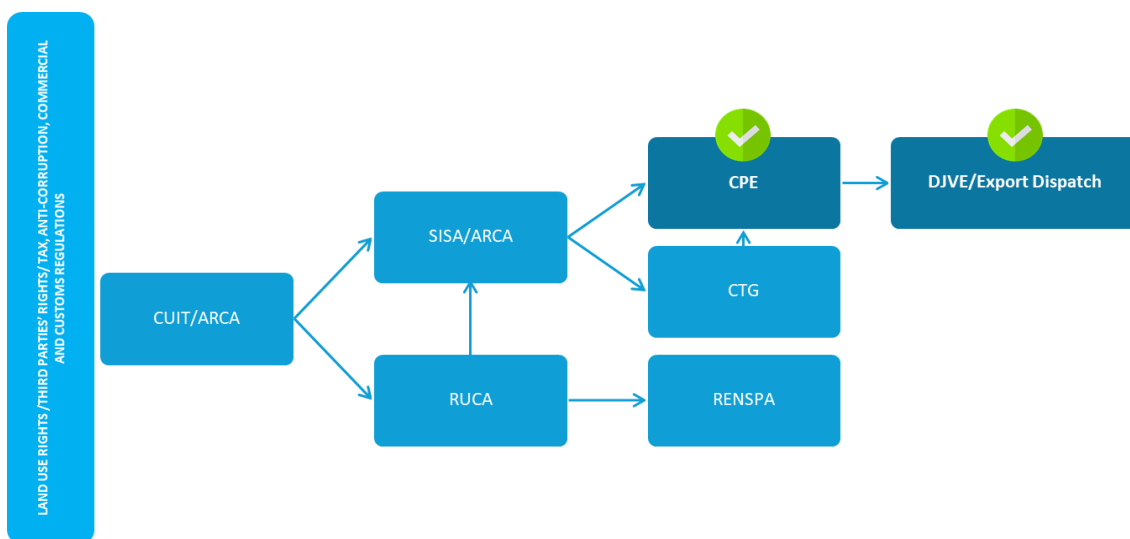 LAND USE RIGHTS /THIRD PARTIES' RIGHTS/ TAX, ANTI-CORRUPTION, COMMERCIAL
AND CUSTOMS REGULATIONS
CUIT/ARCA
SISA/ARCA
RUCA
CPE
CTG
RENSPA
DJVE/Export Dispatch